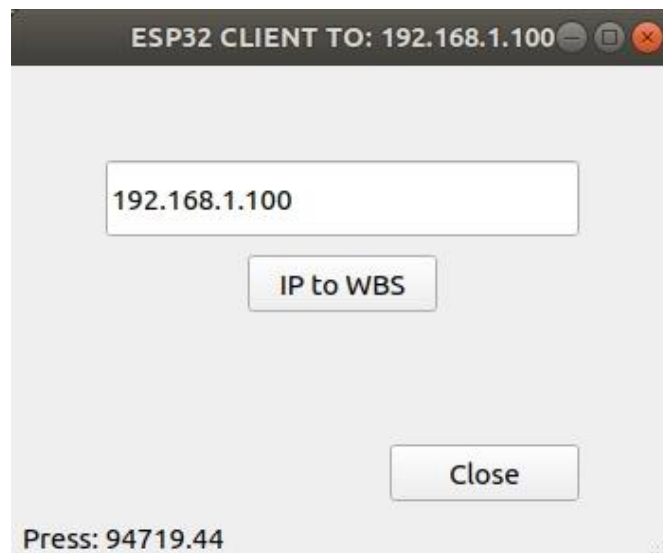 ESP32 CLIENT TO: 192.168.1.100
192.168.1.100
IP to WBS
Close
Press: 94719.44